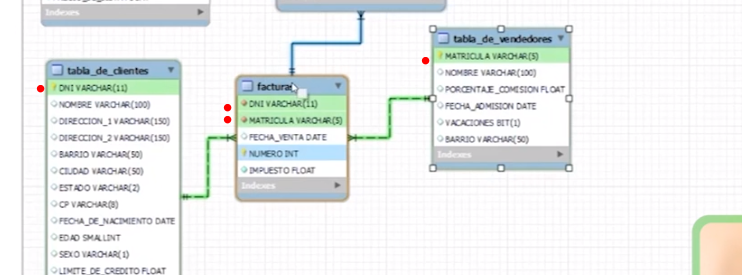 Indexes
tabla_de_clientes
DNI VARCHAR(11)
NOMBRE VARCHAR(100)
DIRECCION_1 VARCHAR(150)
DIRECCION_2 VARCHAR(150)
BARRIO VARCHAR(50)
CIUDAD VARCHAR(50)
ESTADO VARCHAR(2)
CP VARCHAR(8)
FECHA_DE_NACIMIENTO DATE
EDAD SMALLINT
SEXO VARCHAR(1)
LIMITE_DE_CREDITO FLOAT
facturas
DNI VARCHAR(11)
MATRICULA VARCHAR(5)
FECHA_VENTA DATE
NUMERO INT
IMPUESTO FLOAT
Indexes
tabla_de_vendedores
MATRICULA VARCHAR(5)
NOMBRE VARCHAR(100)
PORCENTAJE_COMISION FLOAT
FECHA_ADMISION DATE
VACACIONES BIT(1)
BARRIO VARCHAR(50)
Indexes